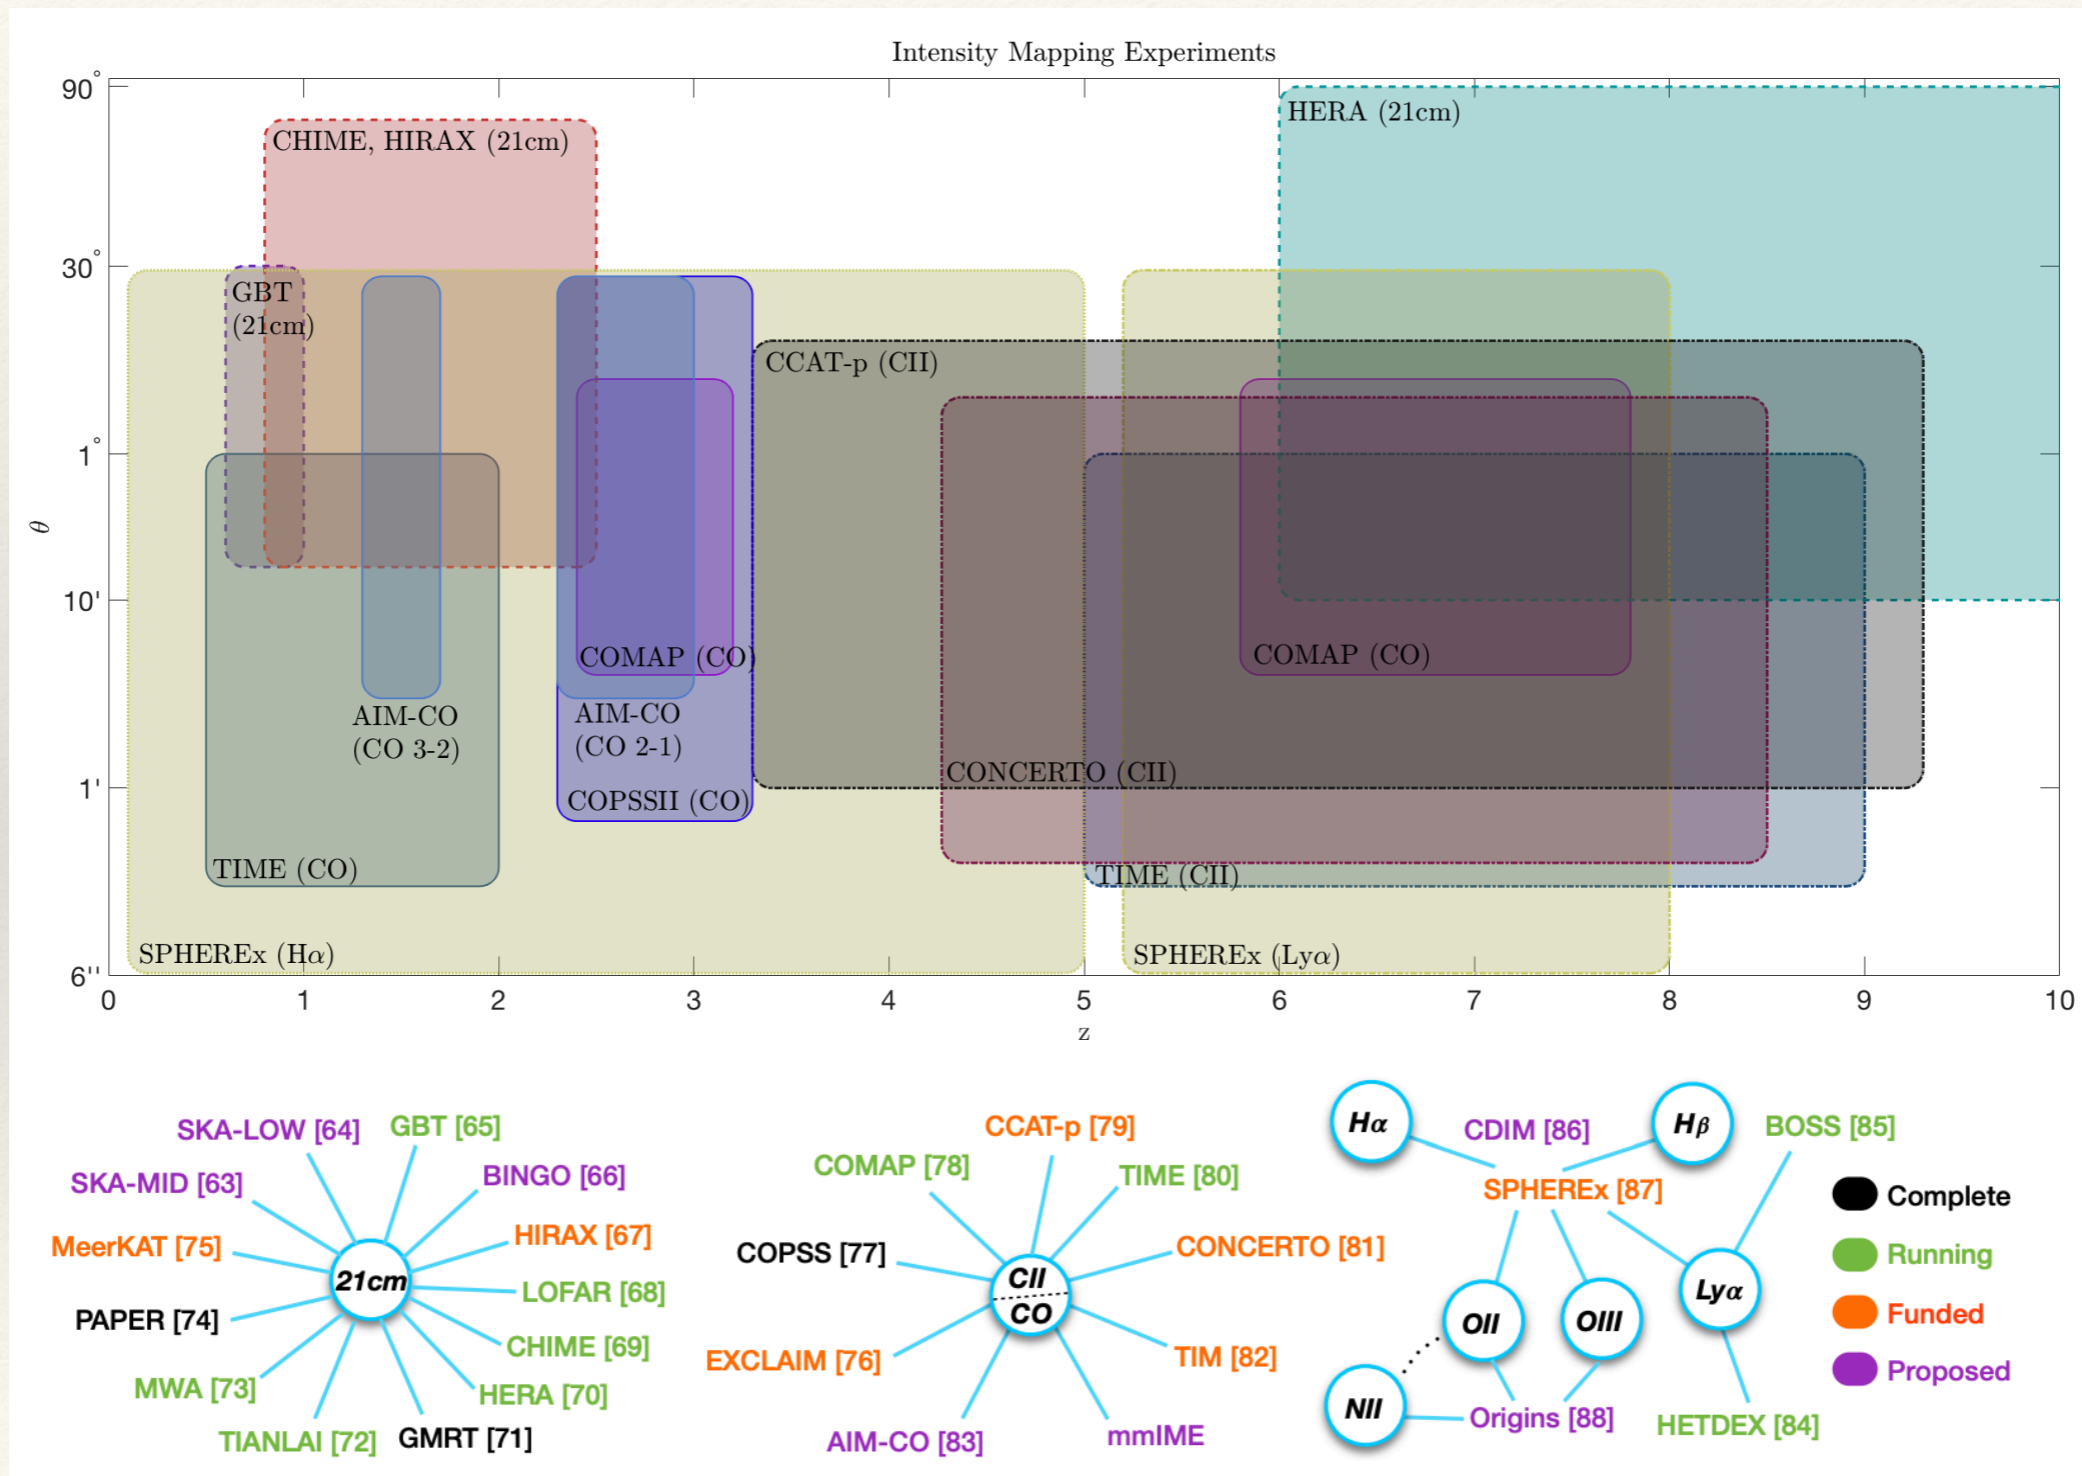 Intensity Mapping Experiments
90°
30°
1°
10'
1'
6''
θ
HERA (21cm)
CHIME, HIRAX (21cm)
GBT
(21cm)
CCAT-p (CII)
COMAP (CO)
COMAP (CO)
AIM-CO
(CO 3-2)
AIM-CO
(CO 2-1)
CONCERTO (CII)
COPSSII (CO)
TIME (CO)
TIME (CII)
SPHEREx (Hα)
SPHEREx (Lyα)
0 1 2 3 4 5 6 7 8 9 10
z
SKA-LOW [64]
GBT [65]
SKA-MID [63]
BINGO [66]
MeerKAT [75]
HIRAX [67]
21cm
LOFAR [68]
PAPER [74]
CHIME [69]
MWA [73]
HERA [70]
TIANLAI [72]
GMRT [71]
CCAT-p [79]
COMAP [78]
TIME [80]
COPSS [77]
CONCERTO [81]
CII
CO
EXCLAIM [76]
TIM [82]
AIM-CO [83]
mmIME
Hα
CDIM [86]
Hβ
BOSS [85]
SPHEREx [87]
OII
OIII
Lyα
NII
Origins [88]
HETDEX [84]
Complete
Running
Funded
Proposed